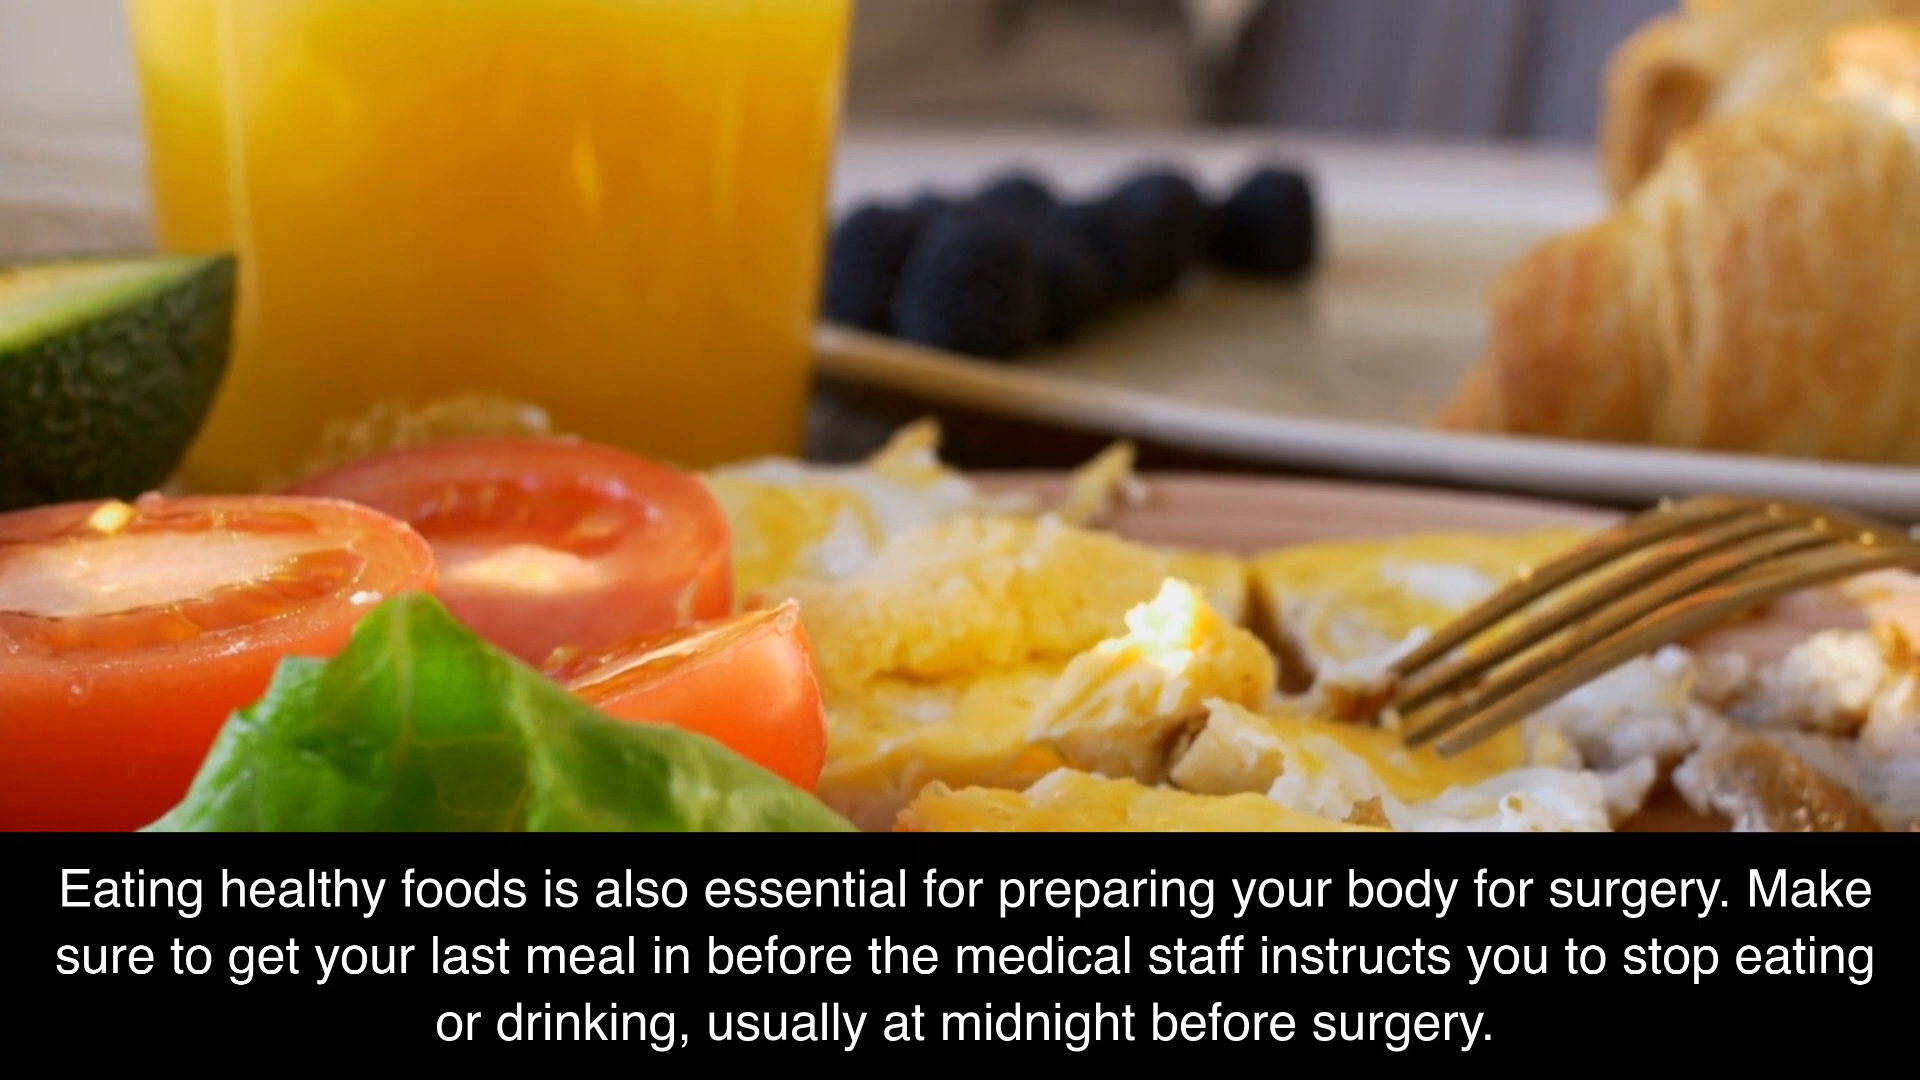 Eating healthy foods is also essential for preparing your body for surgery. Make
sure to get your last meal in before the medical staff instructs you to stop eating
or drinking, usually at midnight before surgery.